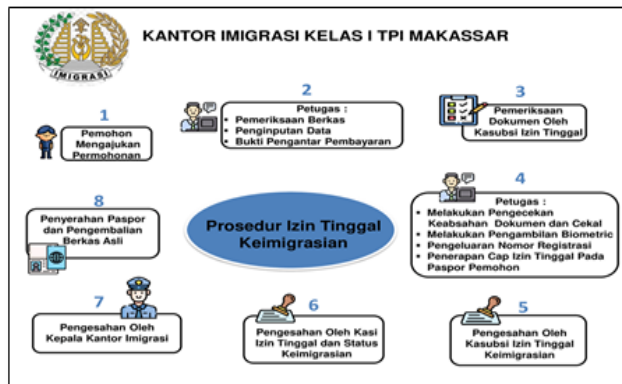 KANTOR IMIGRASI KELAS I TPI MAKASSAR
IMIGRASI
1
Pemohon
Mengajukan
Permohonan
2
Petugas :
• Pemeriksaan Berkas
• Penginputan Data
• Bukti Pengantar Pembayaran
3
Pemeriksaan
Dokumen Oleh
Kasubsi Izin Tinggal
4
Petugas:
• Melakukan Pengecekan
Keabsahan Dokumen dan Cekal
• Melakukan Pengambilan Biometric
• Pengeluaran Nomor Registrasi
• Penerapan Cap Izin Tinggal Pada
Paspor Pemohon
Prosedur Izin Tinggal
Keimigrasian
8
Penyerahan Paspor
dan Pengembalian
Berkas Asli
7
Pengesahan Oleh
Kepala Kantor Imigrasi
6
Pengesahan Oleh Kasi
Izin Tinggal dan Status
Keimigrasian
5
Pengesahan Oleh
Kasubsi Izin Tinggal
Keimigrasian